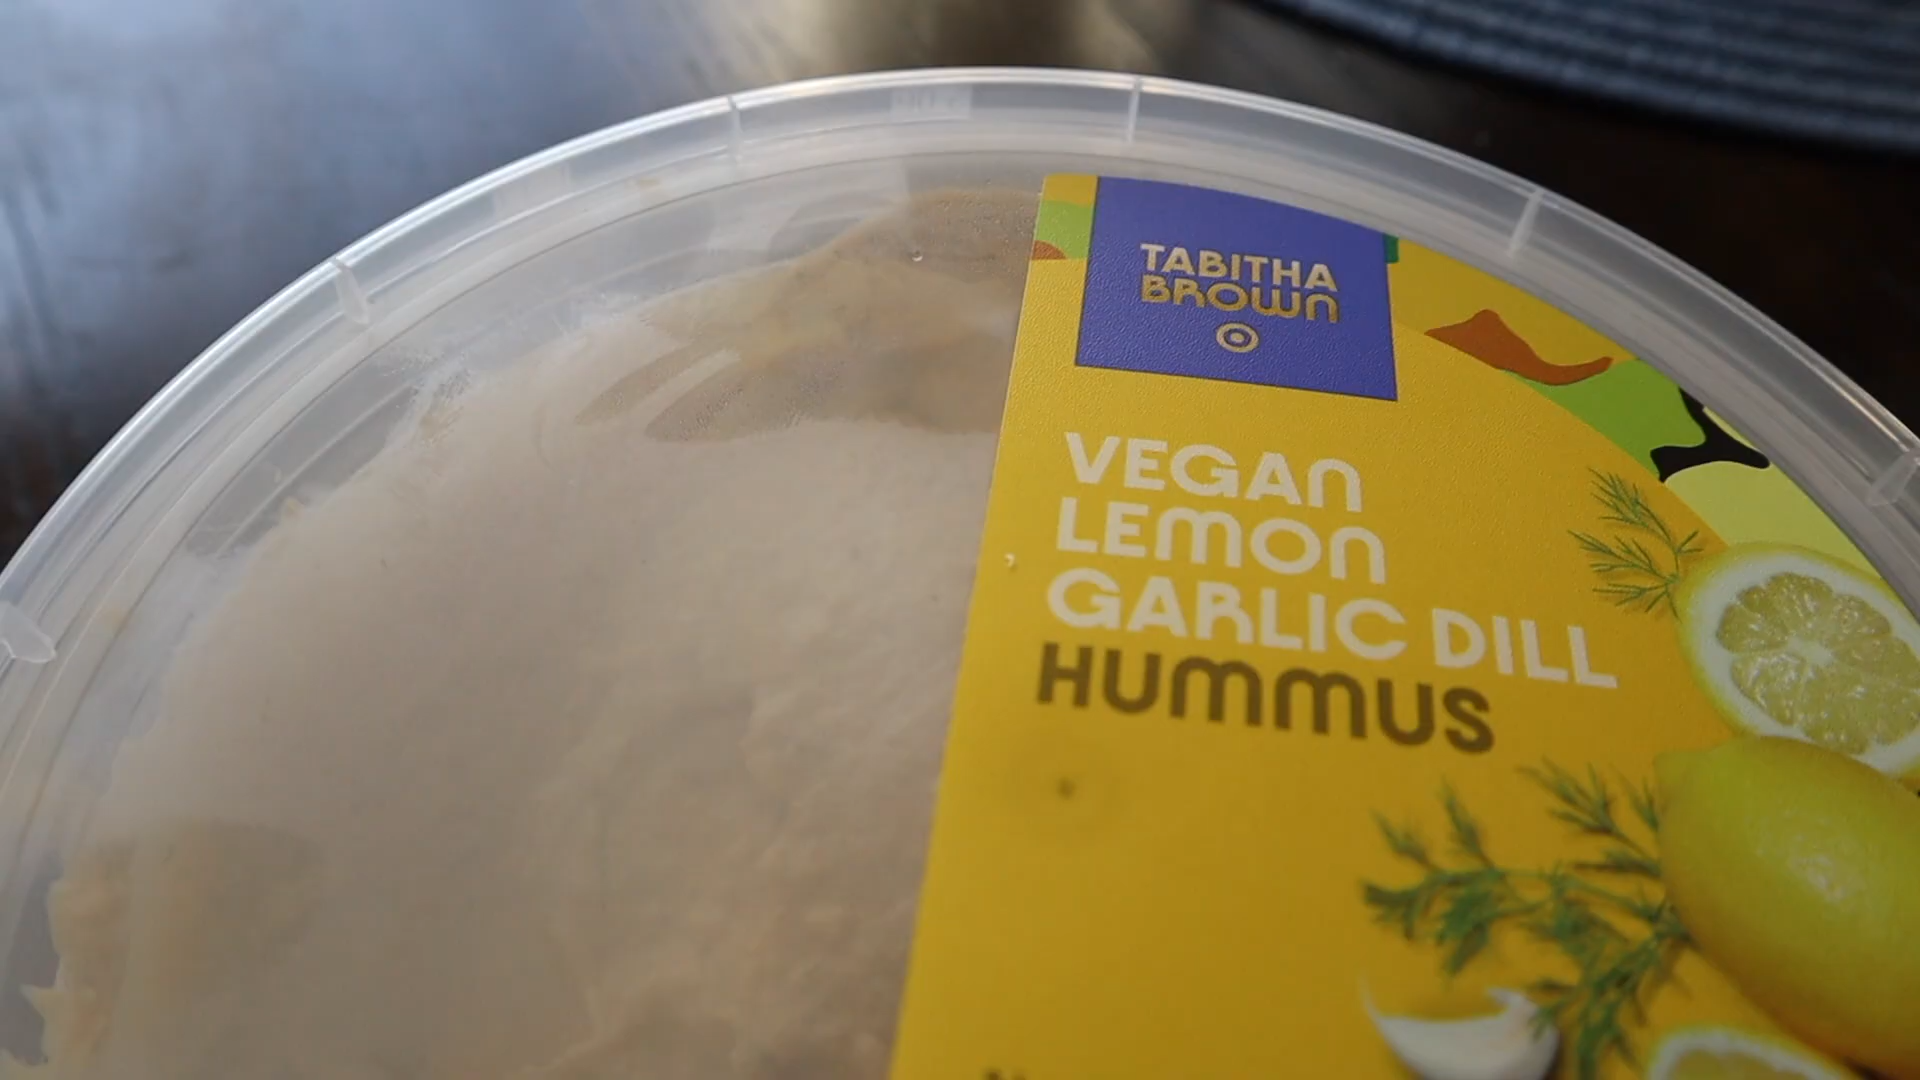 TABITHA
BROWN
VEGAN
LEMON
GARLIC DILL
HUMMUS